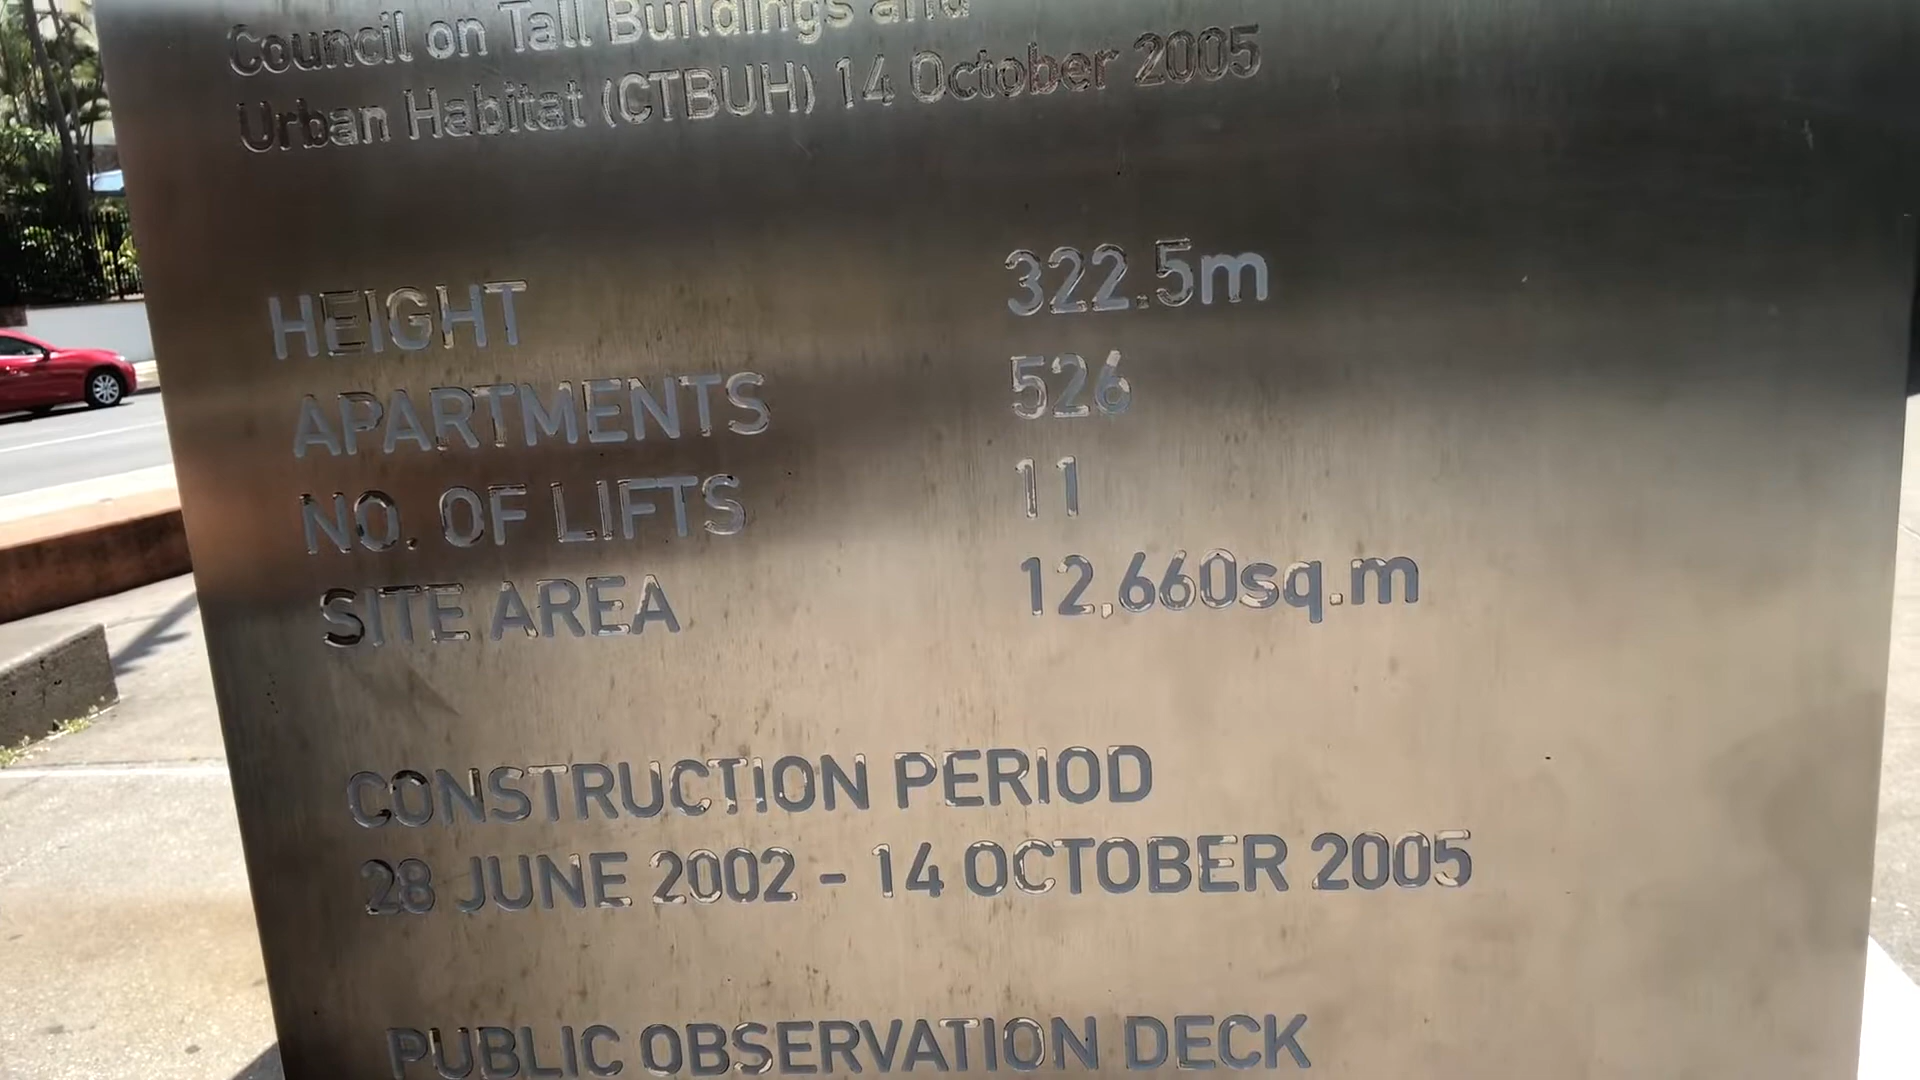 Council on Tall Buildings and
Urban Habitat (CTBUH) 14 October 2005
HEIGHT 322.5m
APARTMENTS 526
NO. OF LIFTS 11
SITE AREA 12,660sq.m
CONSTRUCTION PERIOD
28 JUNE 2002 - 14 OCTOBER 2005
PUBLIC OBSERVATION DECK